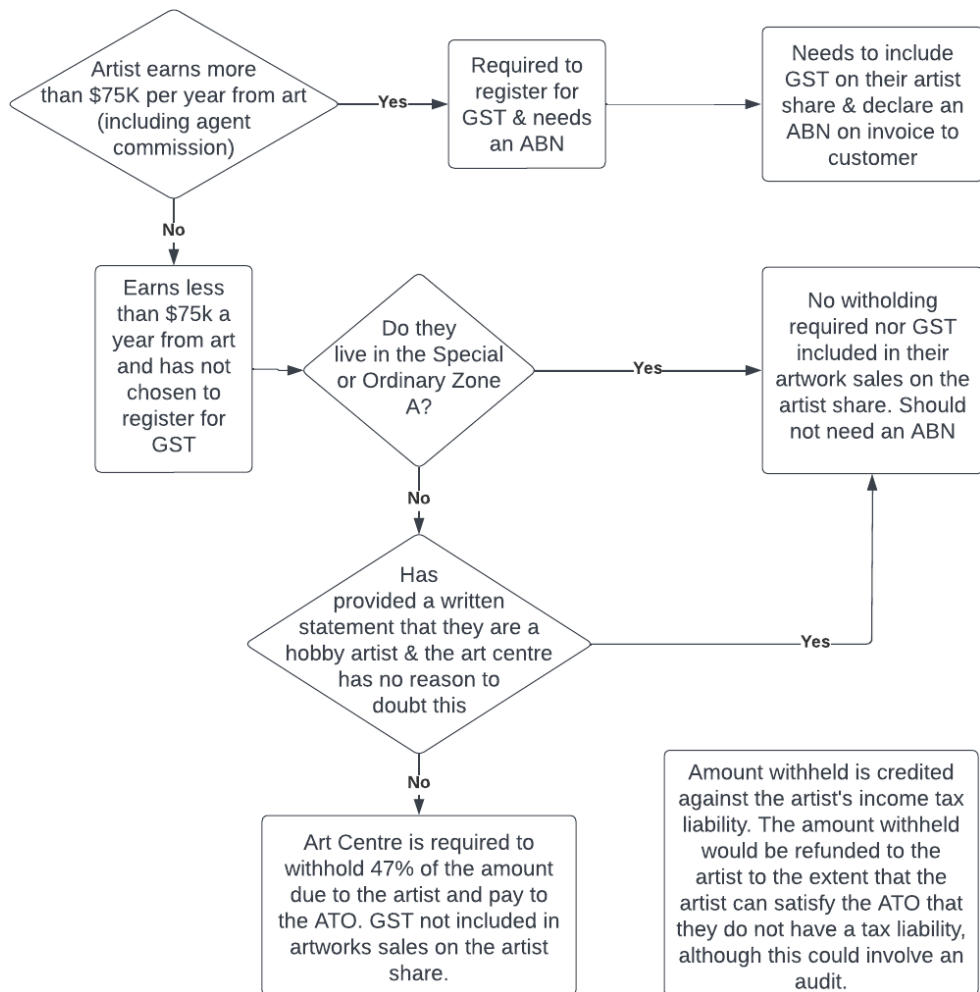 Artist earns more
than $75K per year from art
(including agent
commission)
Yes
Required to
register for
GST & needs
an ABN
Needs to include
GST on their artist
share & declare an
ABN on invoice to
customer
No
Earns less
than $75k a
year from art
and has not
chosen to
register for
GST
Do they
live in the Special
or Ordinary Zone
A?
Yes
No witholding
required nor GST
included in their
artwork sales on the
artist share. Should
not need an ABN
No
Has
provided a written
statement that they are a
hobby artist & the art centre
has no reason to
doubt this
Yes
No
Art Centre is required to
withhold 47% of the amount
due to the artist and pay to
the ATO. GST not included in
artworks sales on the artist
share.
Amount withheld is credited
against the artist's income tax
liability. The amount withheld
would be refunded to the
artist to the extent that the
artist can satisfy the ATO that
they do not have a tax liability,
although this could involve an
audit.